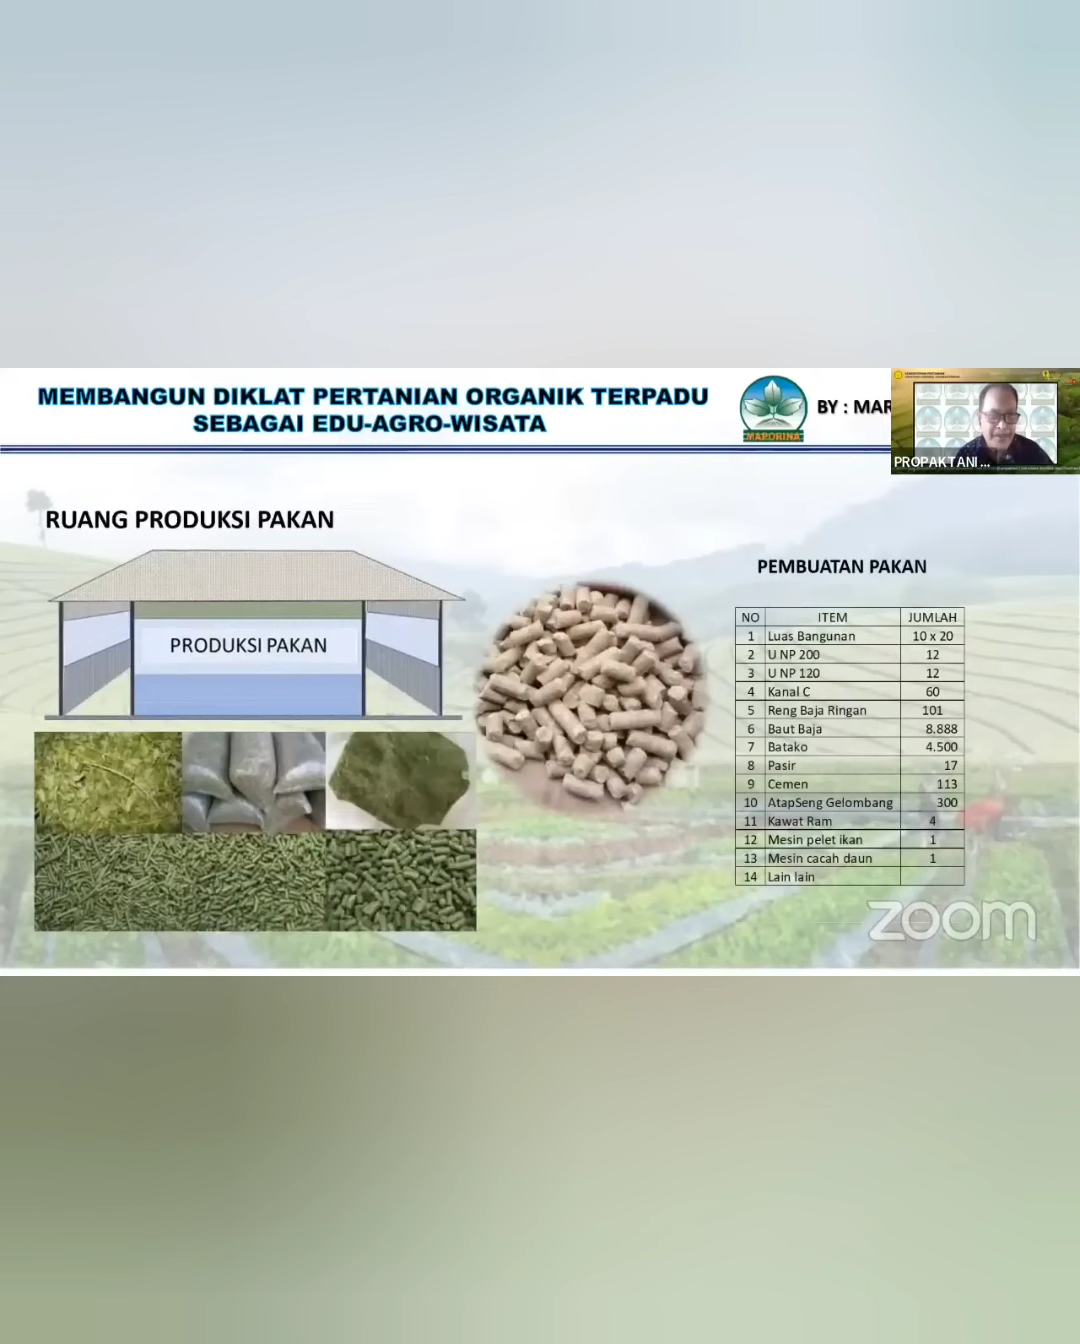 MEMBANGUN DIKLAT PERTANIAN ORGANIK TERPADU
SEBAGAI EDU-AGRO-WISATA
MAPORINA
BY : MAR
KEMENTERIAN PERTANIAN
PROPAKTANI ...
RUANG PRODUKSI PAKAN
PRODUKSI PAKAN
PEMBUATAN PAKAN
NO ITEM JUMLAH
1 Luas Bangunan 10 x 20
2 U NP 200 12
3 U NP 120 12
4 Kanal C 60
5 Reng Baja Ringan 101
6 Baut Baja 8.888
7 Batako 4.500
8 Pasir 17
9 Cemen 113
10 AtapSeng Gelombang 300
11 Kawat Ram 4
12 Mesin pelet ikan 1
13 Mesin cacah daun 1
14 Lain lain
zoom